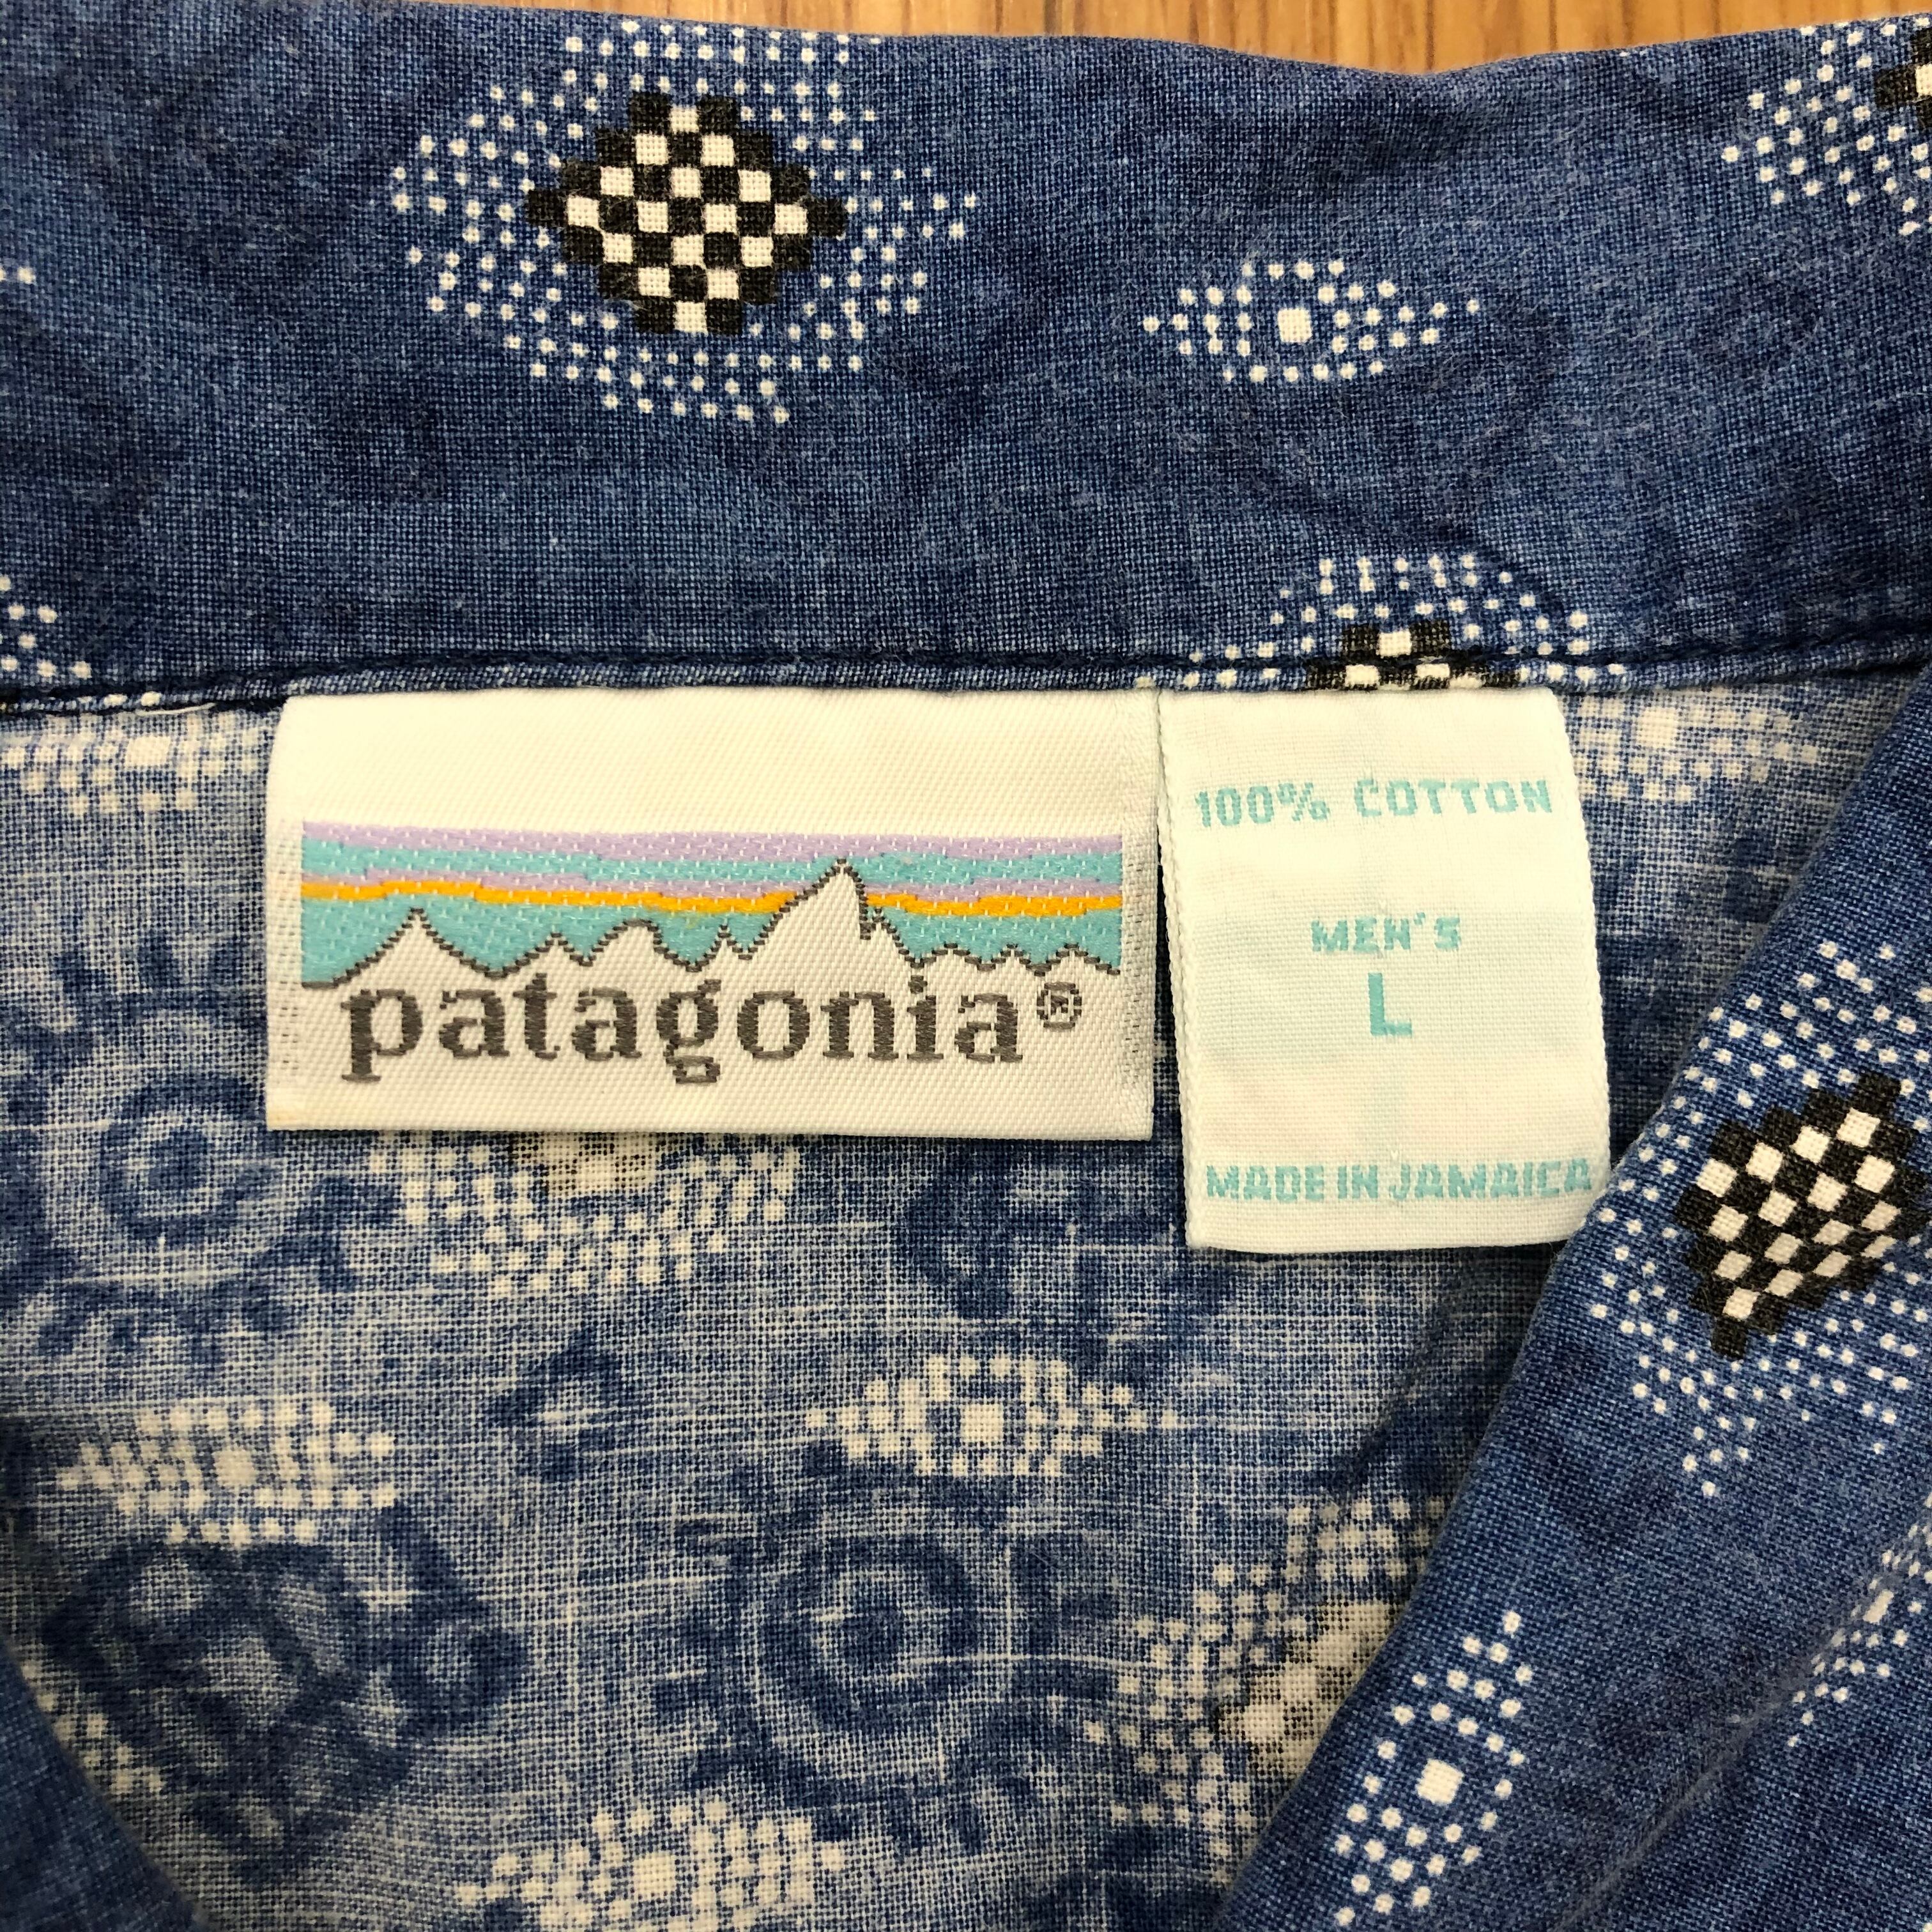 patagonia®
100% COTTON
MEN'S
L
MADE IN JAMAICA